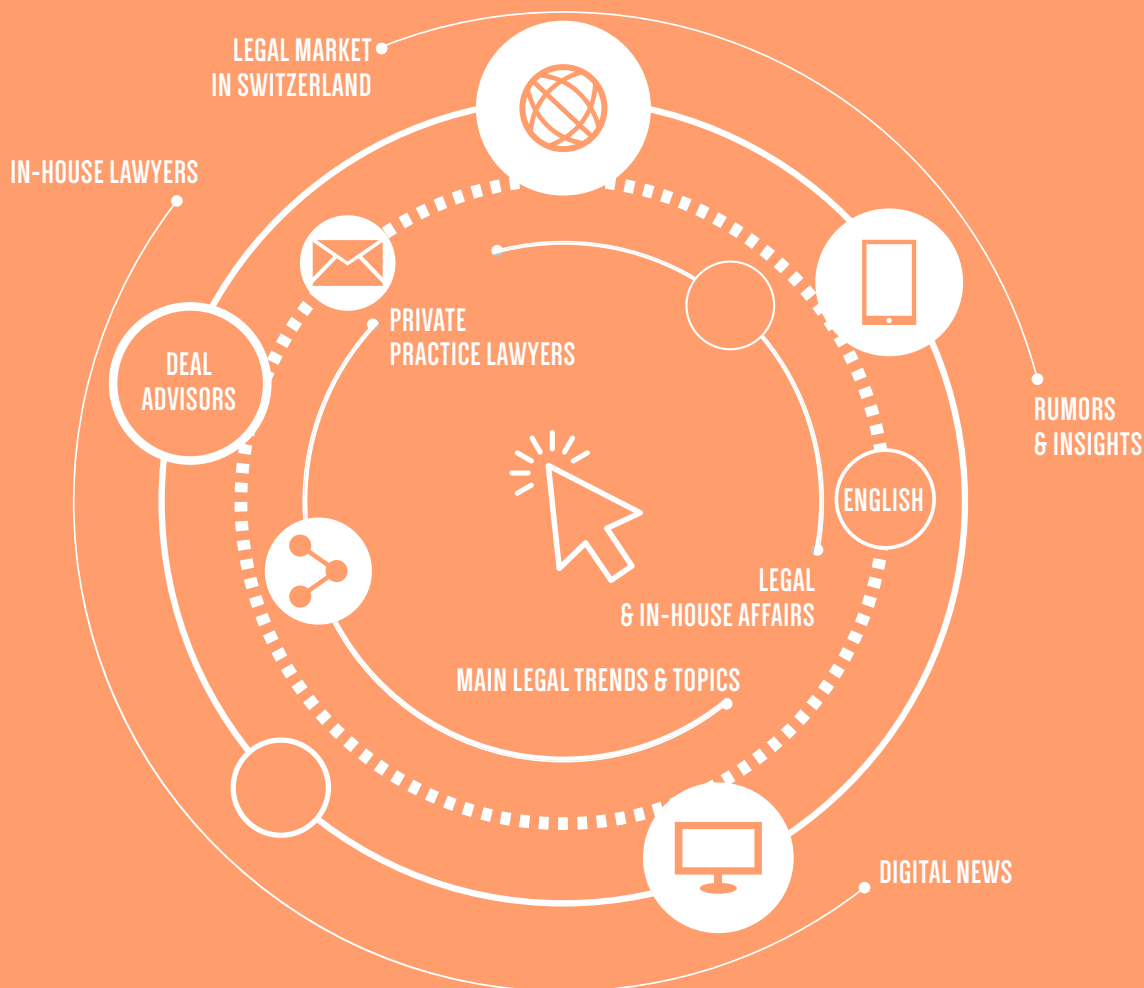 LEGAL MARKET
IN SWITZERLAND
IN-HOUSE LAWYERS
PRIVATE
PRACTICE LAWYERS
DEAL
ADVISORS
RUMORS
& INSIGHTS
ENGLISH
LEGAL
& IN-HOUSE AFFAIRS
MAIN LEGAL TRENDS & TOPICS
DIGITAL NEWS